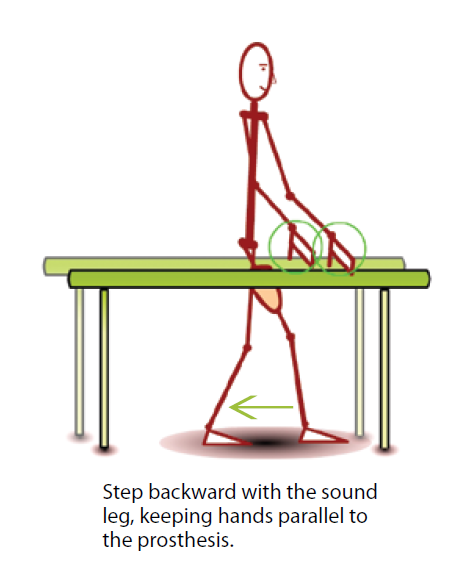 Step backward with the sound
leg, keeping hands parallel to
the prosthesis.